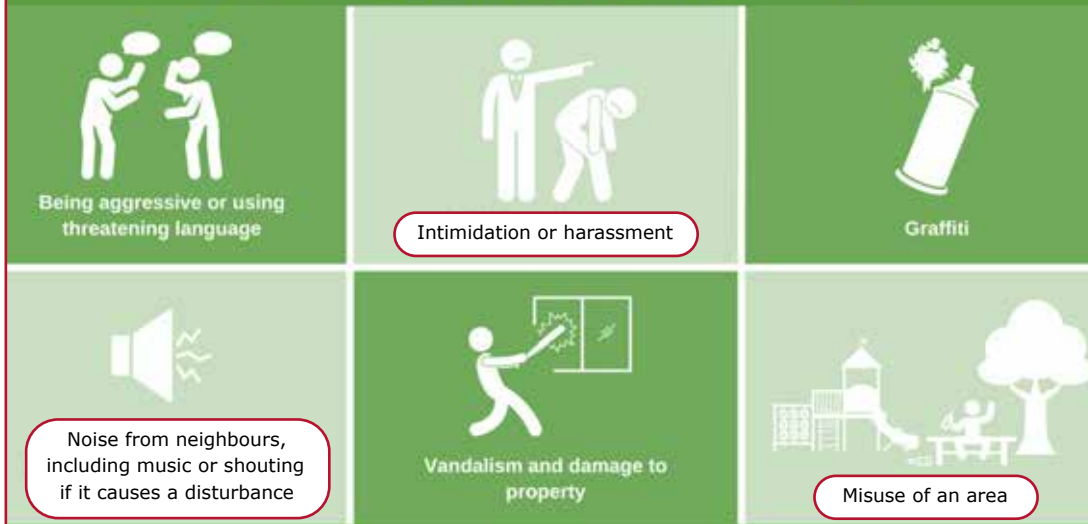 Being aggressive or using
threatening language
Intimidation or harassment
Graffiti
Noise from neighbours,
including music or shouting
if it causes a disturbance
Vandalism and damage to
property
Misuse of an area